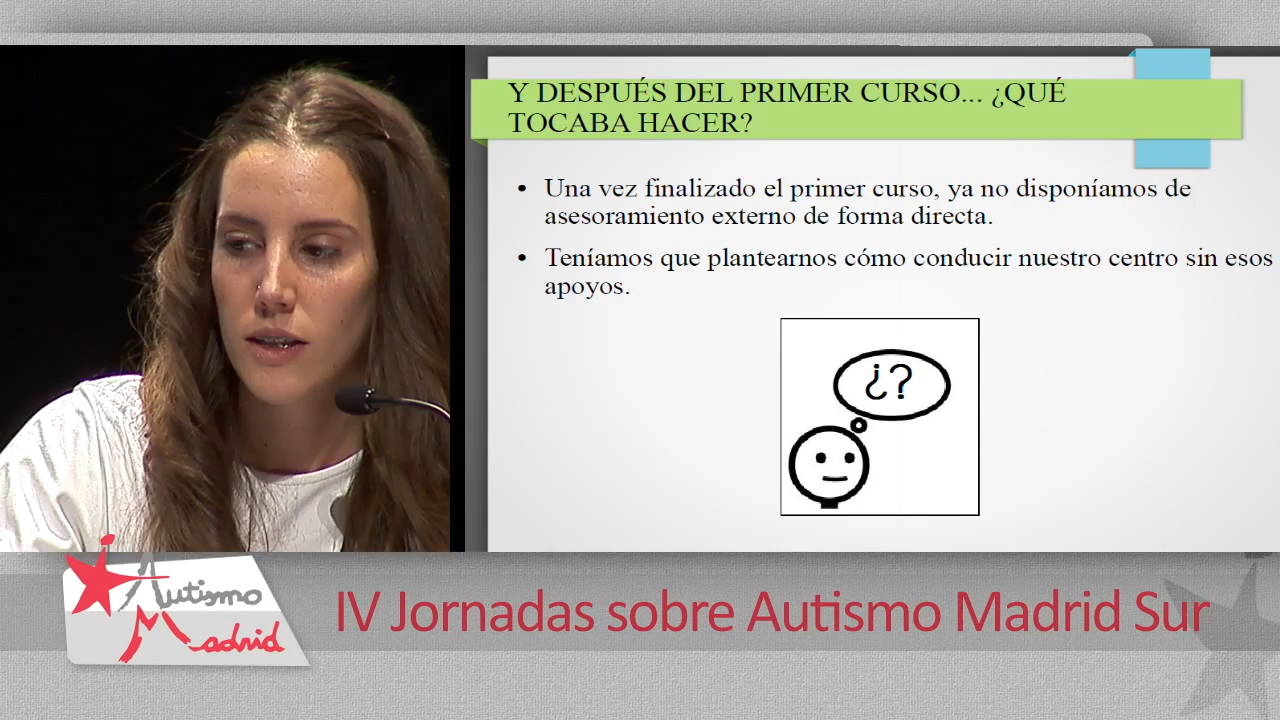 Y DESPUÉS DEL PRIMER CURSO... ¿QUÉ
TOCABA HACER?
• Una vez finalizado el primer curso, ya no disponíamos de
asesoramiento externo de forma directa.
• Teníamos que plantearnos cómo conducir nuestro centro sin esos
apoyos.
¿?
Autismo
Madrid
IV Jornadas sobre Autismo Madrid Sur